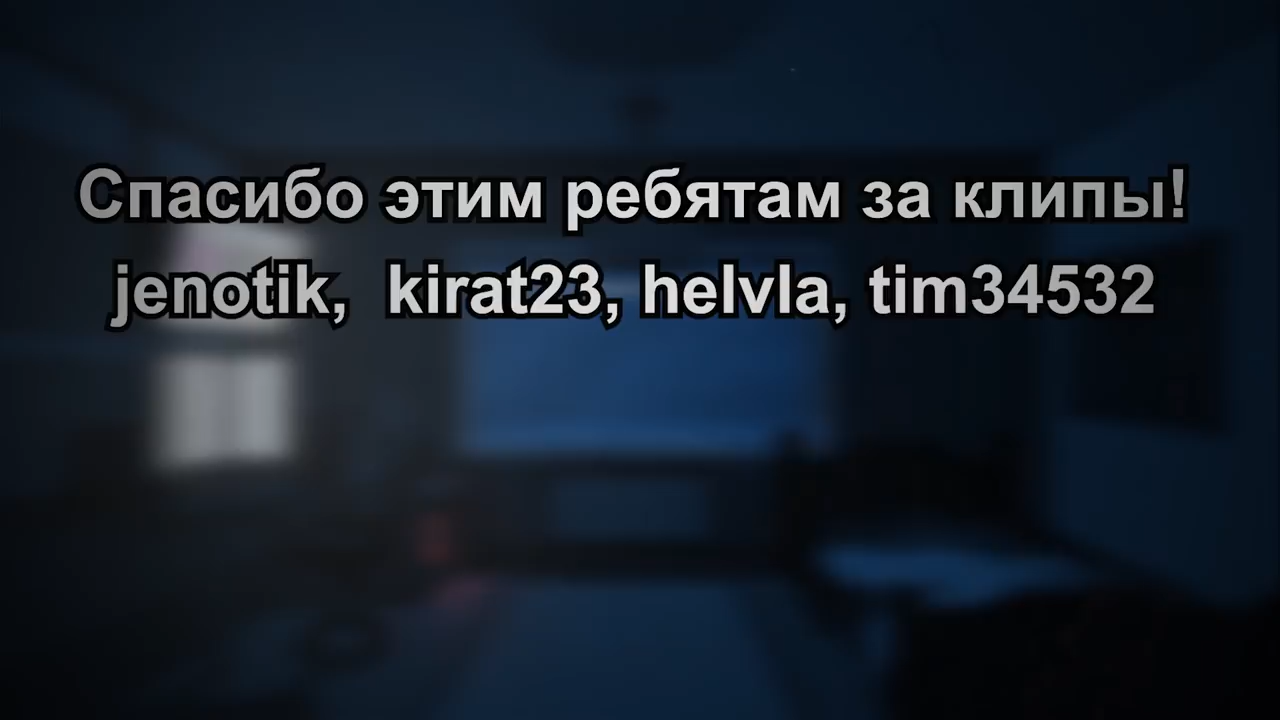 Спасибо этим ребятам за клипы!
jenotik,  kirat23, helvla, tim34532